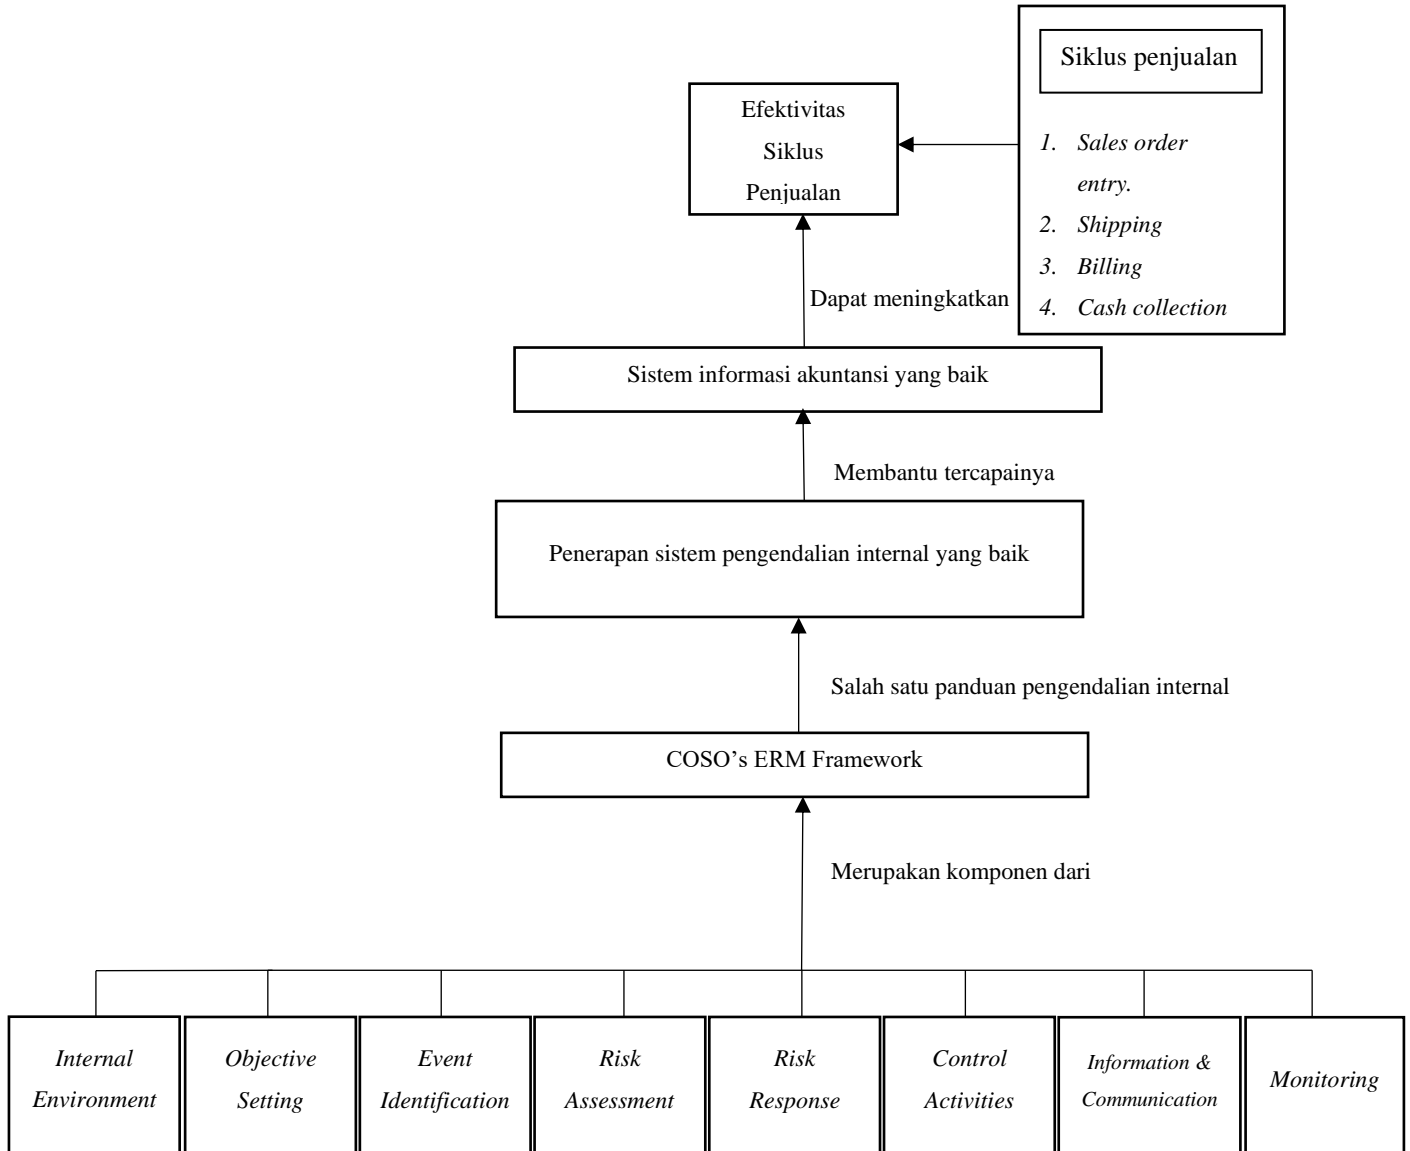 Siklus penjualan
Efektivitas
Siklus
Penjualan
1. Sales order
entry.
2. Shipping
3. Billing
4. Cash collection
Dapat meningkatkan
Sistem informasi akuntansi yang baik
Membantu tercapainya
Penerapan sistem pengendalian internal yang baik
Salah satu panduan pengendalian internal
COSO’s ERM Framework
Merupakan komponen dari
Internal
Environment
Objective
Setting
Event
Identification
Risk
Assessment
Risk
Response
Control
Activities
Information &
Communication
Monitoring